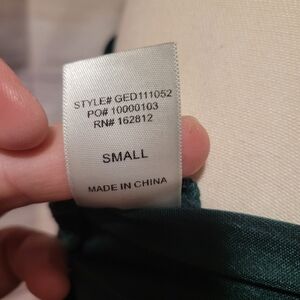 STYLE# GED111052
PO# 10000103
RN# 162812
SMALL
MADE IN CHINA